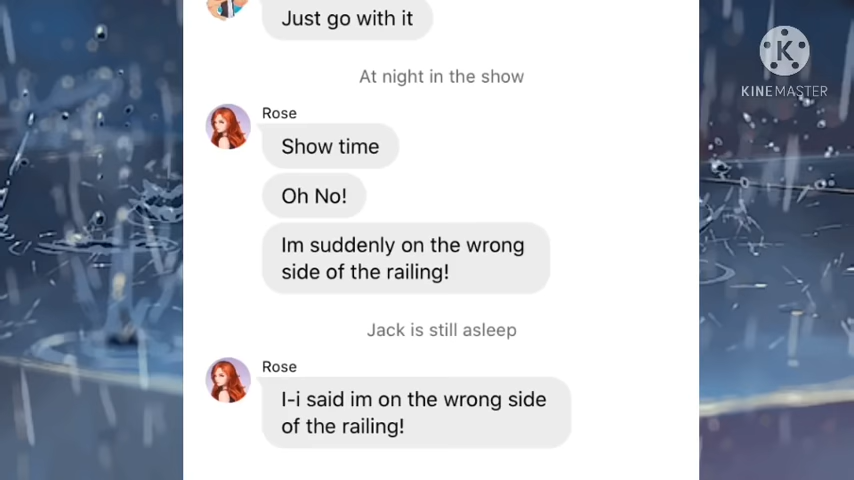 Just go with it
At night in the show
KINEMASTER
Rose
Show time
Oh No!
Im suddenly on the wrong
side of the railing!
Jack is still asleep
Rose
I-i said im on the wrong side
of the railing!